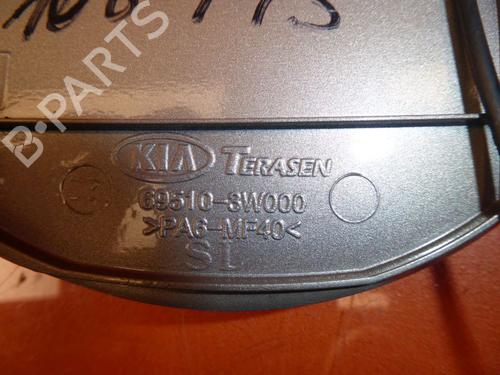 B-PARTS
KIA TERASEN
69510-3W000
>PA6-MF40<
SL